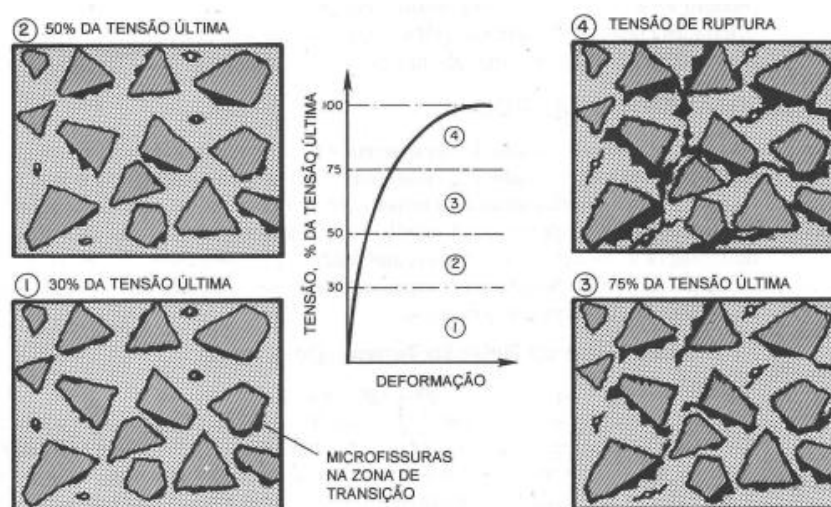 ② 50% DA TENSÃO ÚLTIMA
④ TENSÃO DE RUPTURA
TENSÃO, % DA TENSÃO ÚLTIMA
100
④
75
③
50
②
30
①
DEFORMAÇÃO
① 30% DA TENSÃO ÚLTIMA
③ 75% DA TENSÃO ÚLTIMA
MICROFISSURAS
NA ZONA DE
TRANSIÇÃO